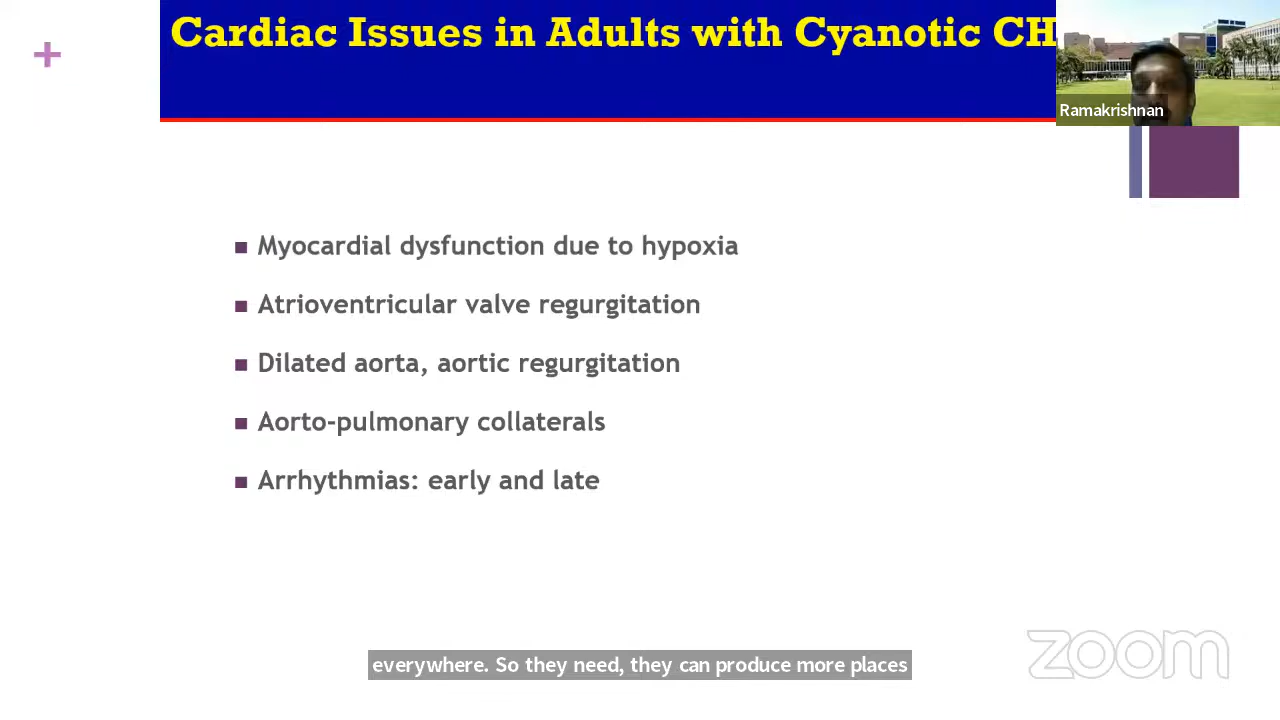 Cardiac Issues in Adults with Cyanotic CH
Ramakrishnan
Myocardial dysfunction due to hypoxia
Atrioventricular valve regurgitation
Dilated aorta, aortic regurgitation
Aorto-pulmonary collaterals
Arrhythmias: early and late
everywhere. So they need, they can produce more places
zoom